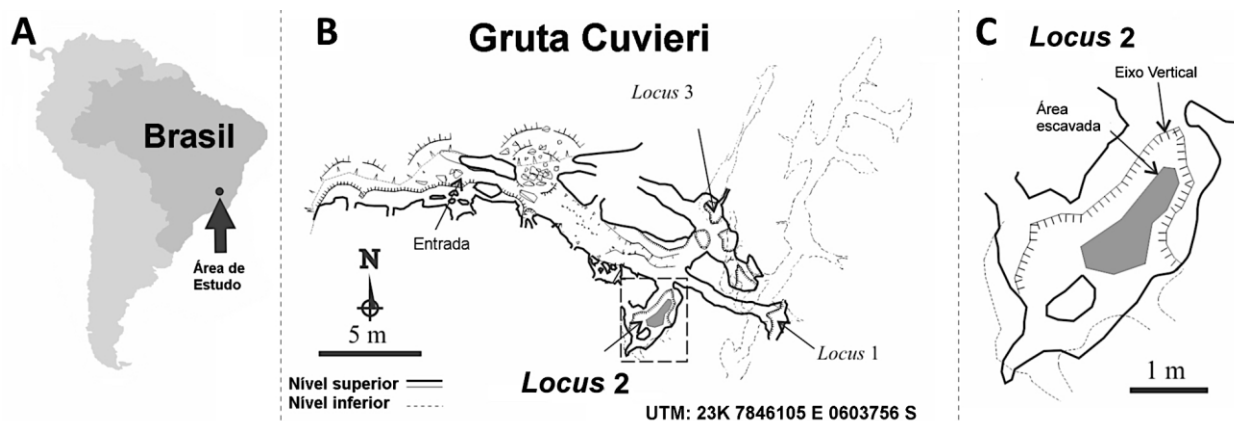 A
Brasil
Área de
Estudo
B
Gruta Cuvieri
Locus 3
Entrada
N
5 m
Locus 1
Locus 2
Nível superior
Nível inferior
UTM: 23K 7846105 E 0603756 S
C
Locus 2
Eixo Vertical
Área
escavada
1 m